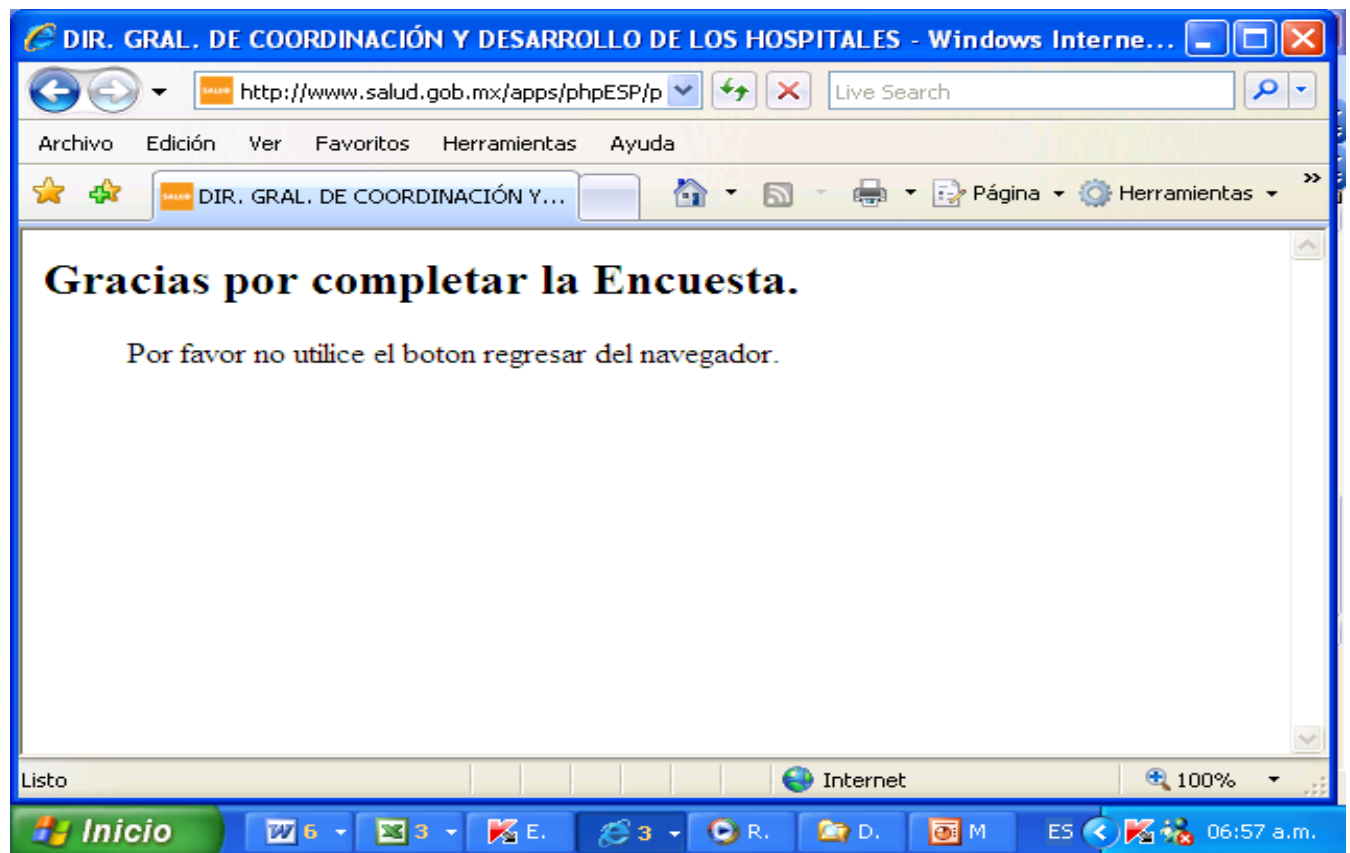 DIR. GRAL. DE COORDINACIÓN Y DESARROLLO DE LOS HOSPITALES - Windows Interne...
http://www.salud.gob.mx/apps/phpESP/p Live Search
Archivo Edición Ver Favoritos Herramientas Ayuda
SALUD DIR. GRAL. DE COORDINACIÓN Y... Página Herramientas »
Gracias por completar la Encuesta.
Por favor no utilice el boton regresar del navegador.
Listo Internet 100%
Inicio W 6 3 E. 3 R. D. M ES 06:57 a.m.